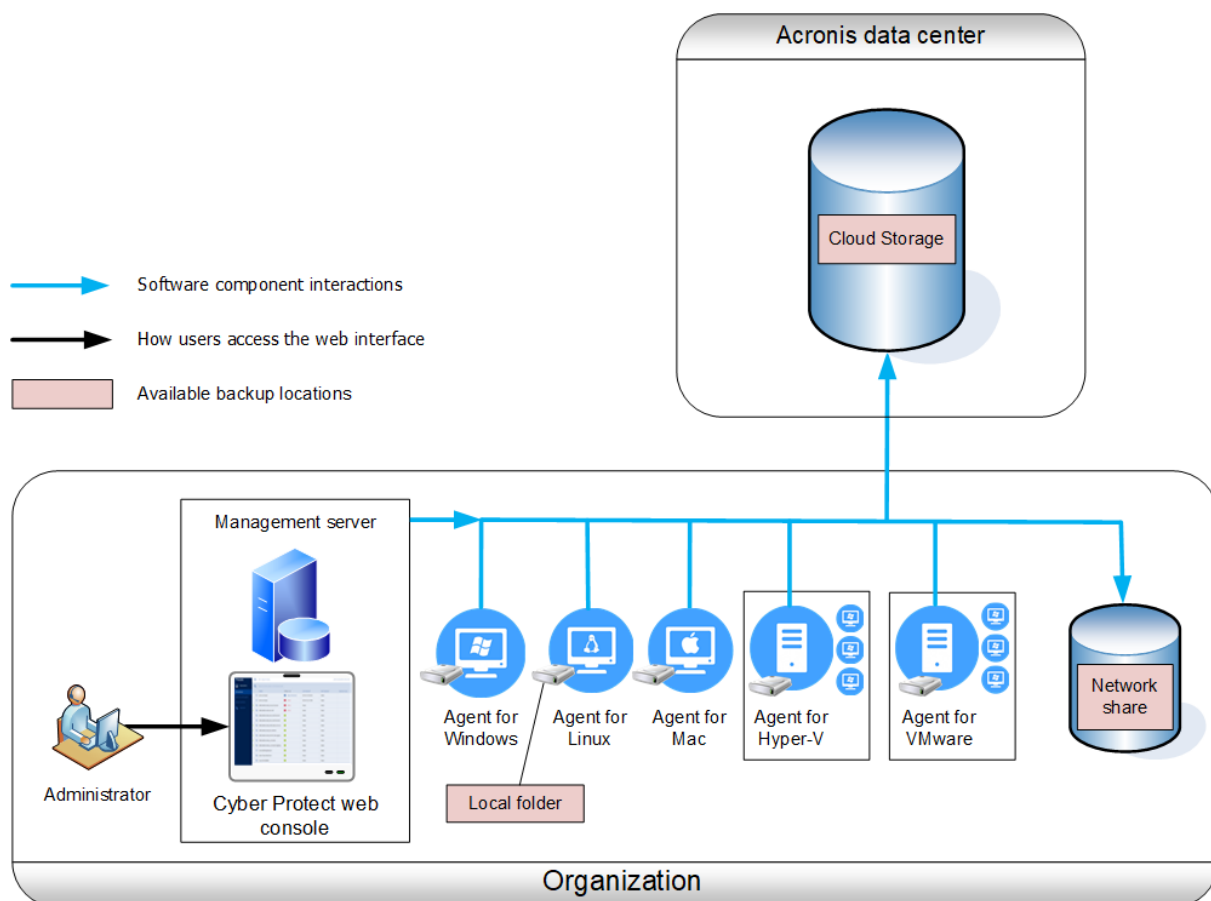 Acronis data center
Cloud Storage
Software component interactions
How users access the web interface
Available backup locations
Management server
Administrator
Cyber Protect web
console
Agent for
Windows
Agent for
Linux
Agent for
Mac
Agent for
Hyper-V
Agent for
VMware
Network
share
Local folder
Organization